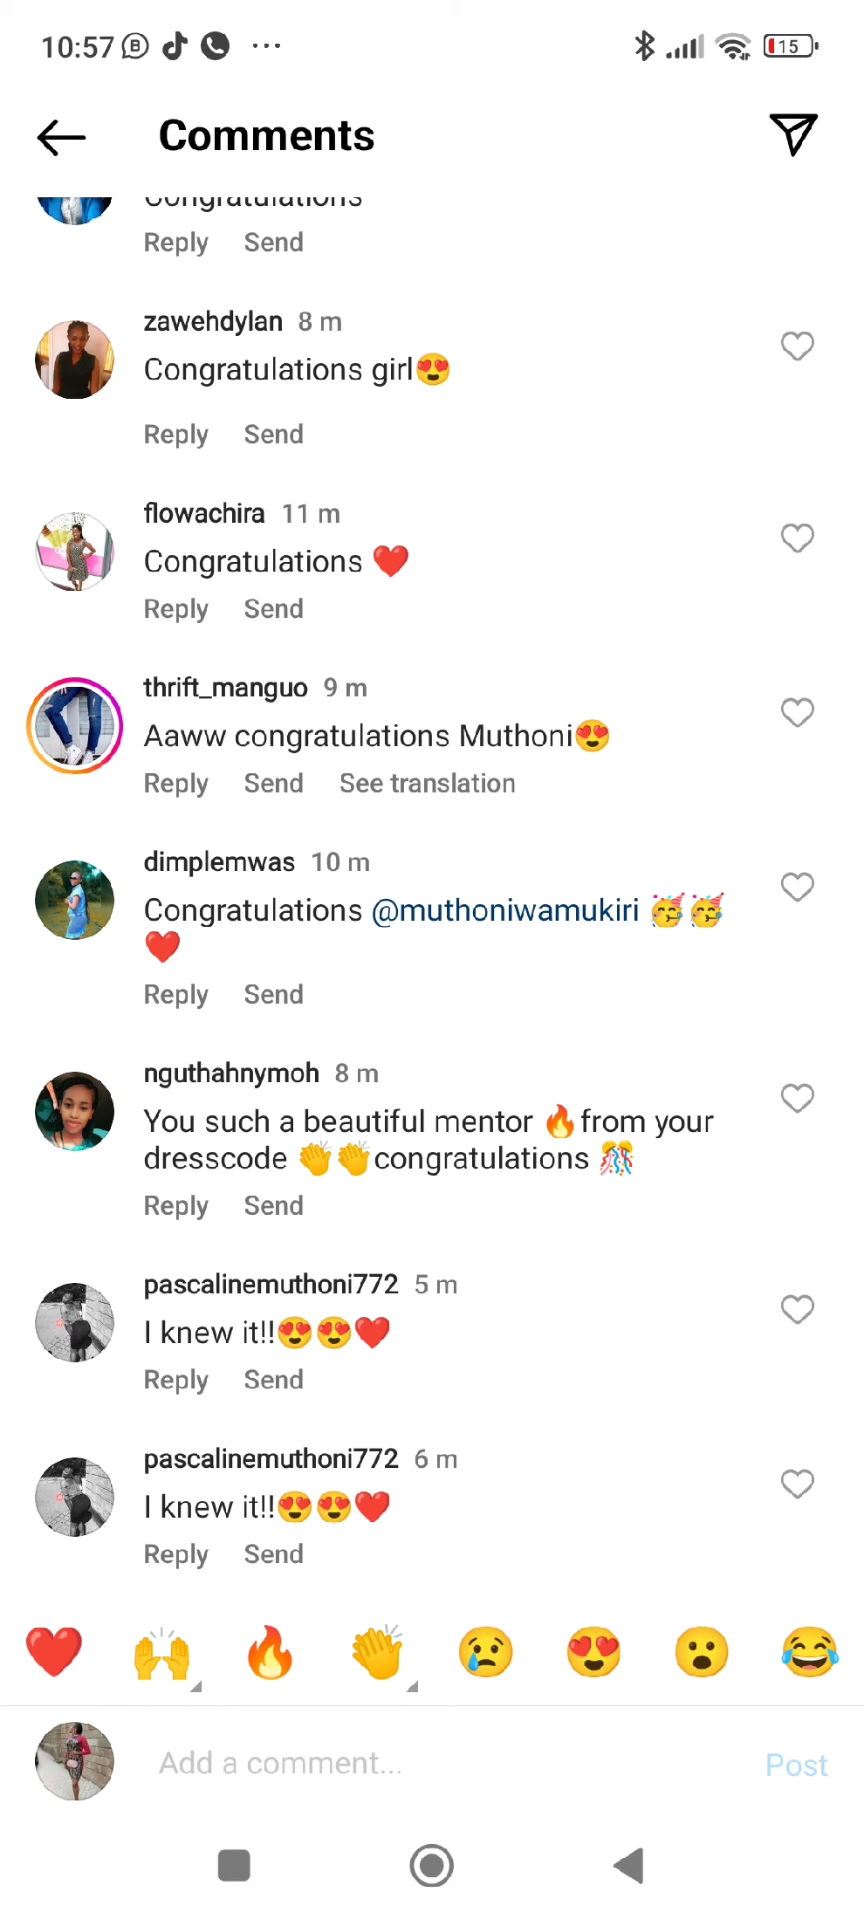 10:57 ... 15
Comments
Congratulations
Reply Send
zawehdylan 8 m
Congratulations girl😍
Reply Send
flowachira 11 m
Congratulations ❤️
Reply Send
thrift_manguo 9 m
Aaww congratulations Muthoni😍
Reply Send See translation
dimplemwas 10 m
Congratulations @muthoniwamukiri 🥳🥳
❤️
Reply Send
nguthahnymoh 8 m
You such a beautiful mentor 🔥from your
dresscode 👏👏congratulations 🎊
Reply Send
pascalinemuthoni772 5 m
I knew it!!😍😍❤️
Reply Send
pascalinemuthoni772 6 m
I knew it!!😍😍❤️
Reply Send
❤️ 🙌 🔥 👏 😢 😍 😮 😂
Add a comment... Post